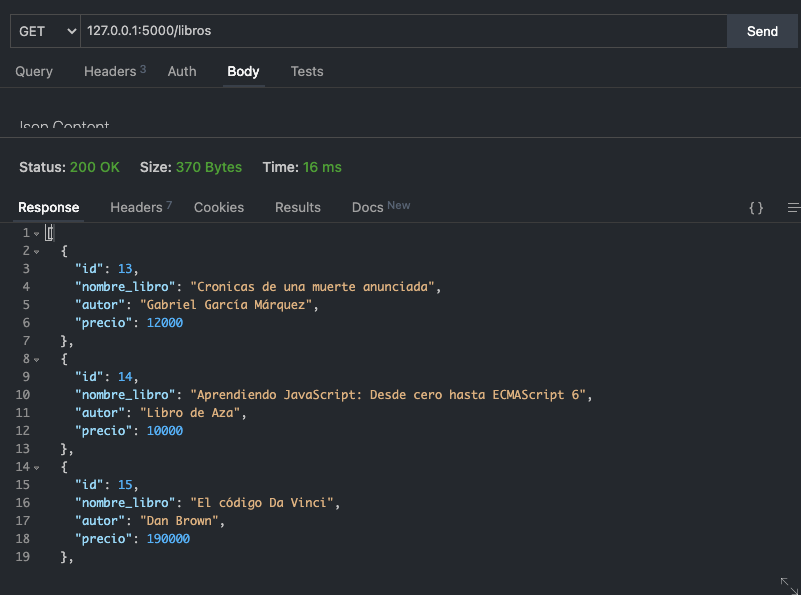 GET 127.0.0.1:5000/libros Send
Query Headers 3 Auth Body Tests
Json Content
Status: 200 OK Size: 370 Bytes Time: 16 ms
Response Headers 7 Cookies Results Docs New { }
1 [
2 {
3 "id": 13,
4 "nombre_libro": "Cronicas de una muerte anunciada",
5 "autor": "Gabriel García Márquez",
6 "precio": 12000
7 },
8 {
9 "id": 14,
10 "nombre_libro": "Aprendiendo JavaScript: Desde cero hasta ECMAScript 6",
11 "autor": "Libro de Aza",
12 "precio": 10000
13 },
14 {
15 "id": 15,
16 "nombre_libro": "El código Da Vinci",
17 "autor": "Dan Brown",
18 "precio": 190000
19 },